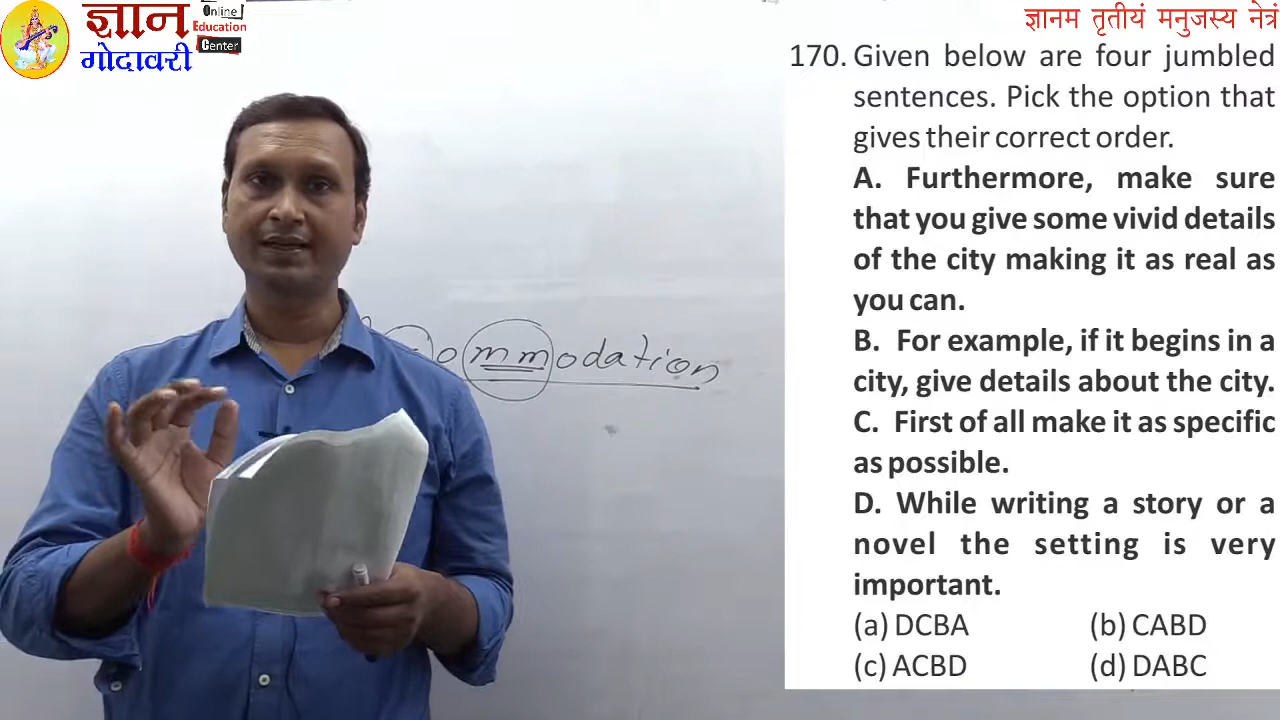 ज्ञान
गोदावरी
Online
Education
Center
ज्ञानम तृतीयं मनुजस्य नेत्रं
ommodation
170. Given below are four jumbled
sentences. Pick the option that
gives their correct order.
A. Furthermore, make sure
that you give some vivid details
of the city making it as real as
you can.
B. For example, if it begins in a
city, give details about the city.
C. First of all make it as specific
as possible.
D. While writing a story or a
novel the setting is very
important.
(a) DCBA (b) CABD
(c) ACBD (d) DABC